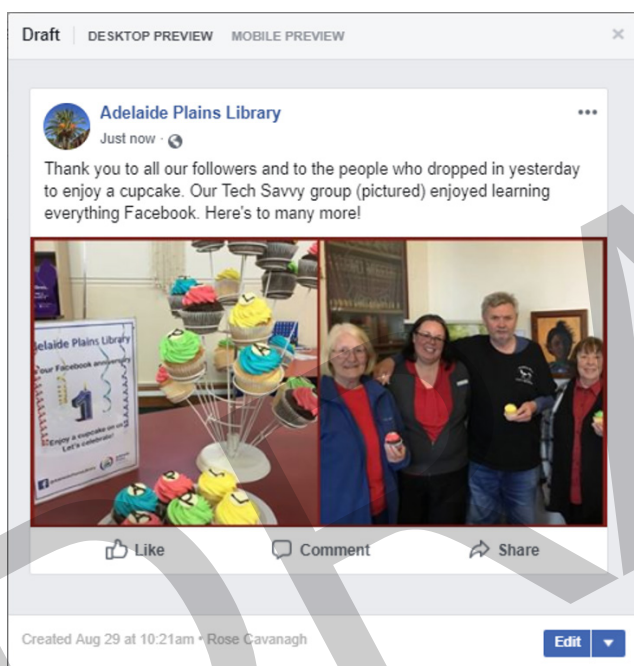 Draft DESKTOP PREVIEW MOBILE PREVIEW
Adelaide Plains Library
Just now
Thank you to all our followers and to the people who dropped in yesterday
to enjoy a cupcake. Our Tech Savvy group (pictured) enjoyed learning
everything Facebook. Here's to many more!
elaide Plains Library
our Facebook anniversary
1
Enjoy a cupcake on us
Let's celebrate!
Like Comment Share
Created Aug 29 at 10:21am • Rose Cavanagh
Edit